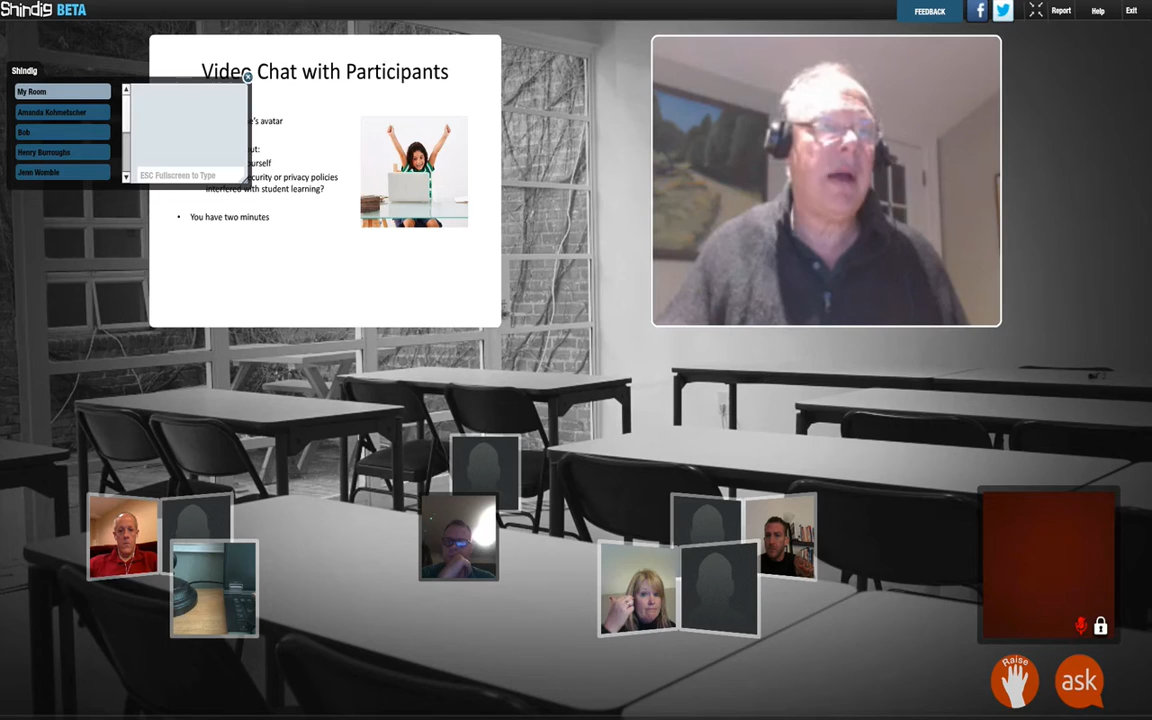 Shindig BETA
FEEDBACK
Report
Help
Exit
Shindig
My Room
Amanda Kohmetscher
Bob
Henry Burroughs
Jenn Womble
ESC Fullscreen to Type
Video Chat with Participants
e's avatar
ut:
ourself
curity or privacy policies
interfered with student learning?
• You have two minutes
Raise
ask